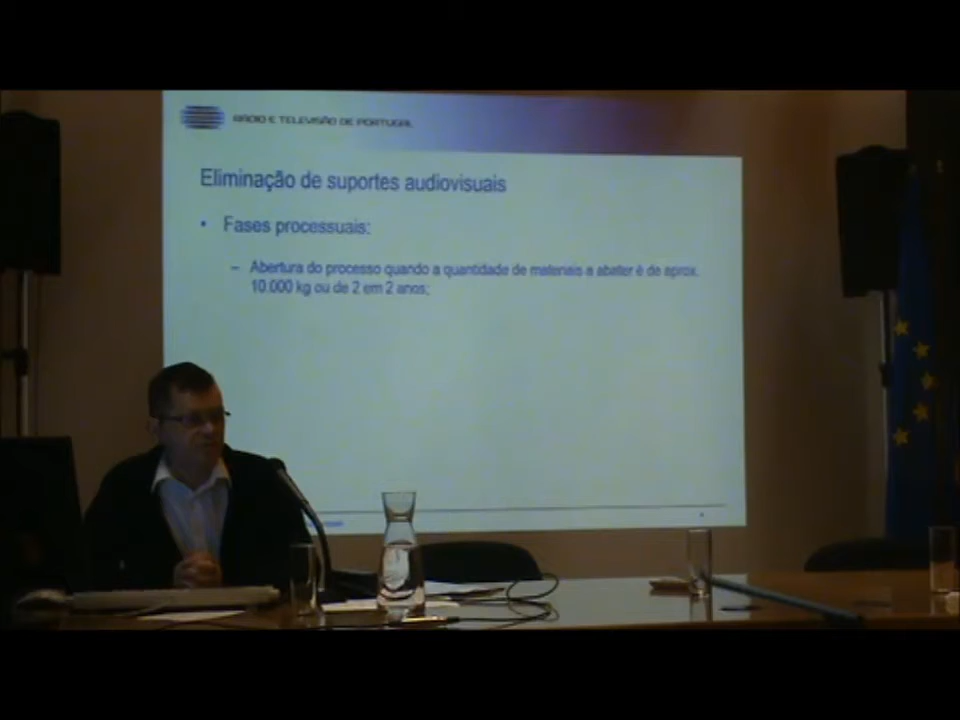 RÁDIO E TELEVISÃO DE PORTUGAL
Eliminação de suportes audiovisuais
• Fases processuais:
– Abertura do processo quando a quantidade de materiais a abater é de aprox.
10.000 kg ou de 2 em 2 anos;